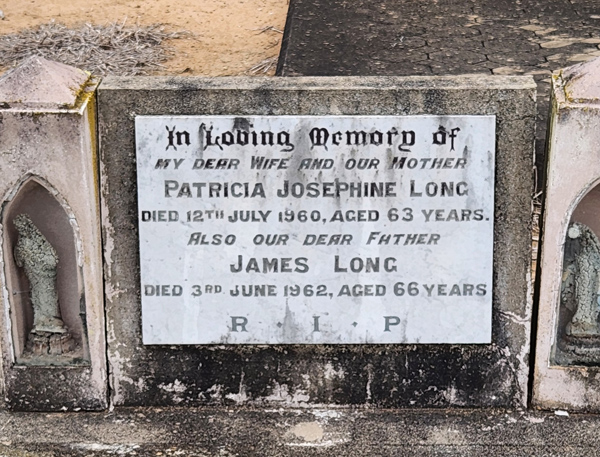 In Loving Memory of
MY DEAR WIFE AND OUR MOTHER
PATRICIA JOSEPHINE LONG
DIED 12TH JULY 1960, AGED 63 YEARS.
ALSO OUR DEAR FATHER
JAMES LONG
DIED 3RD JUNE 1962, AGED 66 YEARS
R · I · P